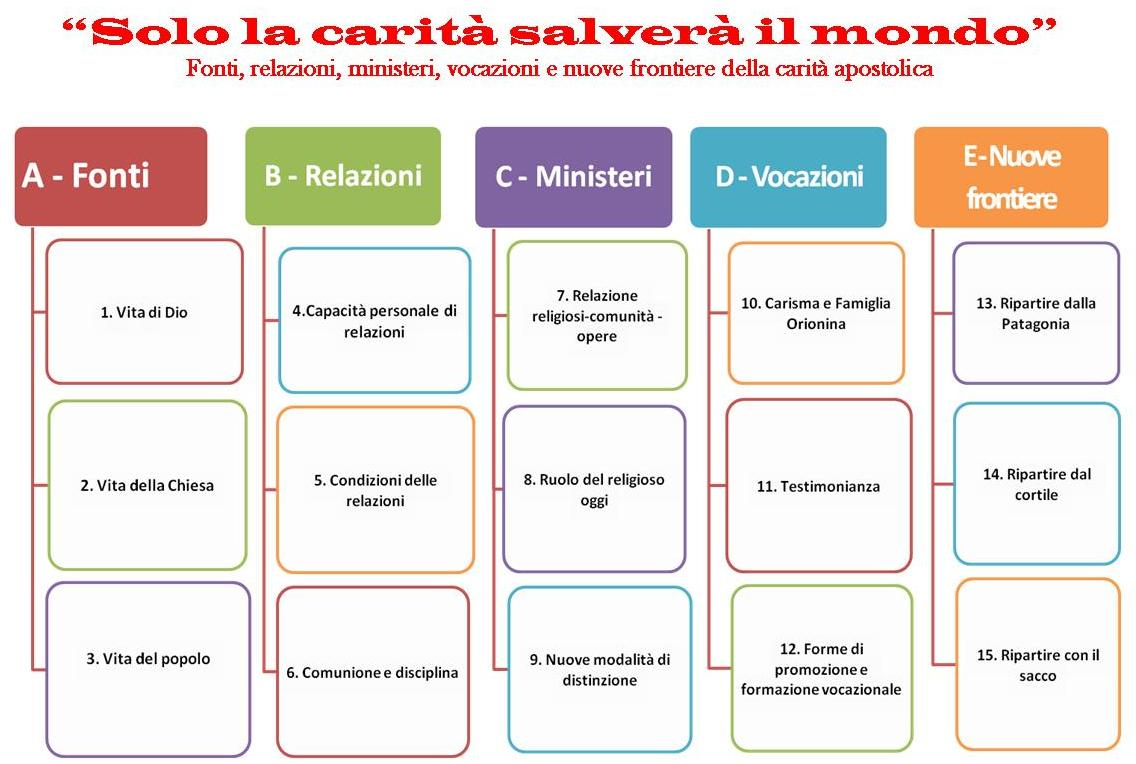 “Solo la carità salverà il mondo”
Fonti, relazioni, ministeri, vocazioni e nuove frontiere della carità apostolica
A - Fonti
1. Vita di Dio
2. Vita della Chiesa
3. Vita del popolo
B - Relazioni
4.Capacità personale di
relazioni
5. Condizioni delle
relazioni
6. Comunione e disciplina
C - Ministeri
7. Relazione
religiosi-comunità -
opere
8. Ruolo del religioso
oggi
9. Nuove modalità di
distinzione
D - Vocazioni
10. Carisma e Famiglia
Orionina
11. Testimonianza
12. Forme di
promozione e
formazione vocazionale
E - Nuove
frontiere
13. Ripartire dalla
Patagonia
14. Ripartire dal
cortile
15. Ripartire con il
sacco